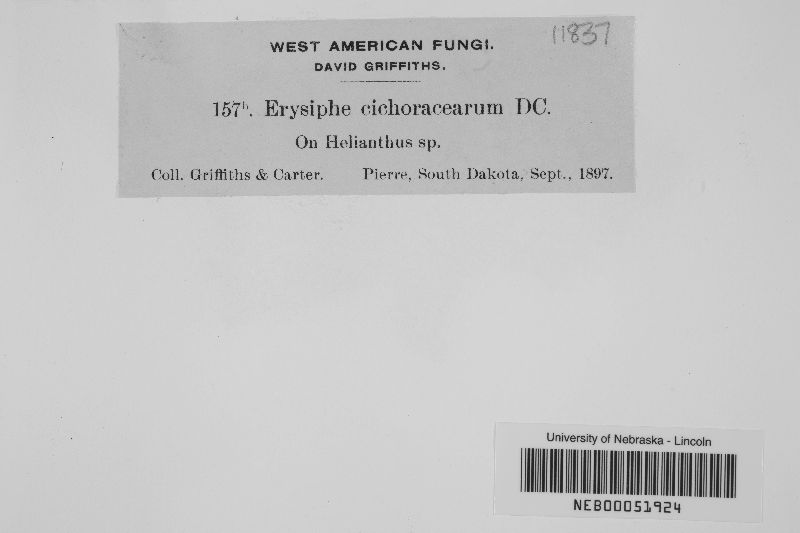 11837
WEST AMERICAN FUNGI.
DAVID GRIFFITHS.
157ᵇ. Erysiphe cichoracearum DC.
On Helianthus sp.
Coll. Griffiths & Carter. Pierre, South Dakota, Sept., 1897.
University of Nebraska - Lincoln
NEB00051924